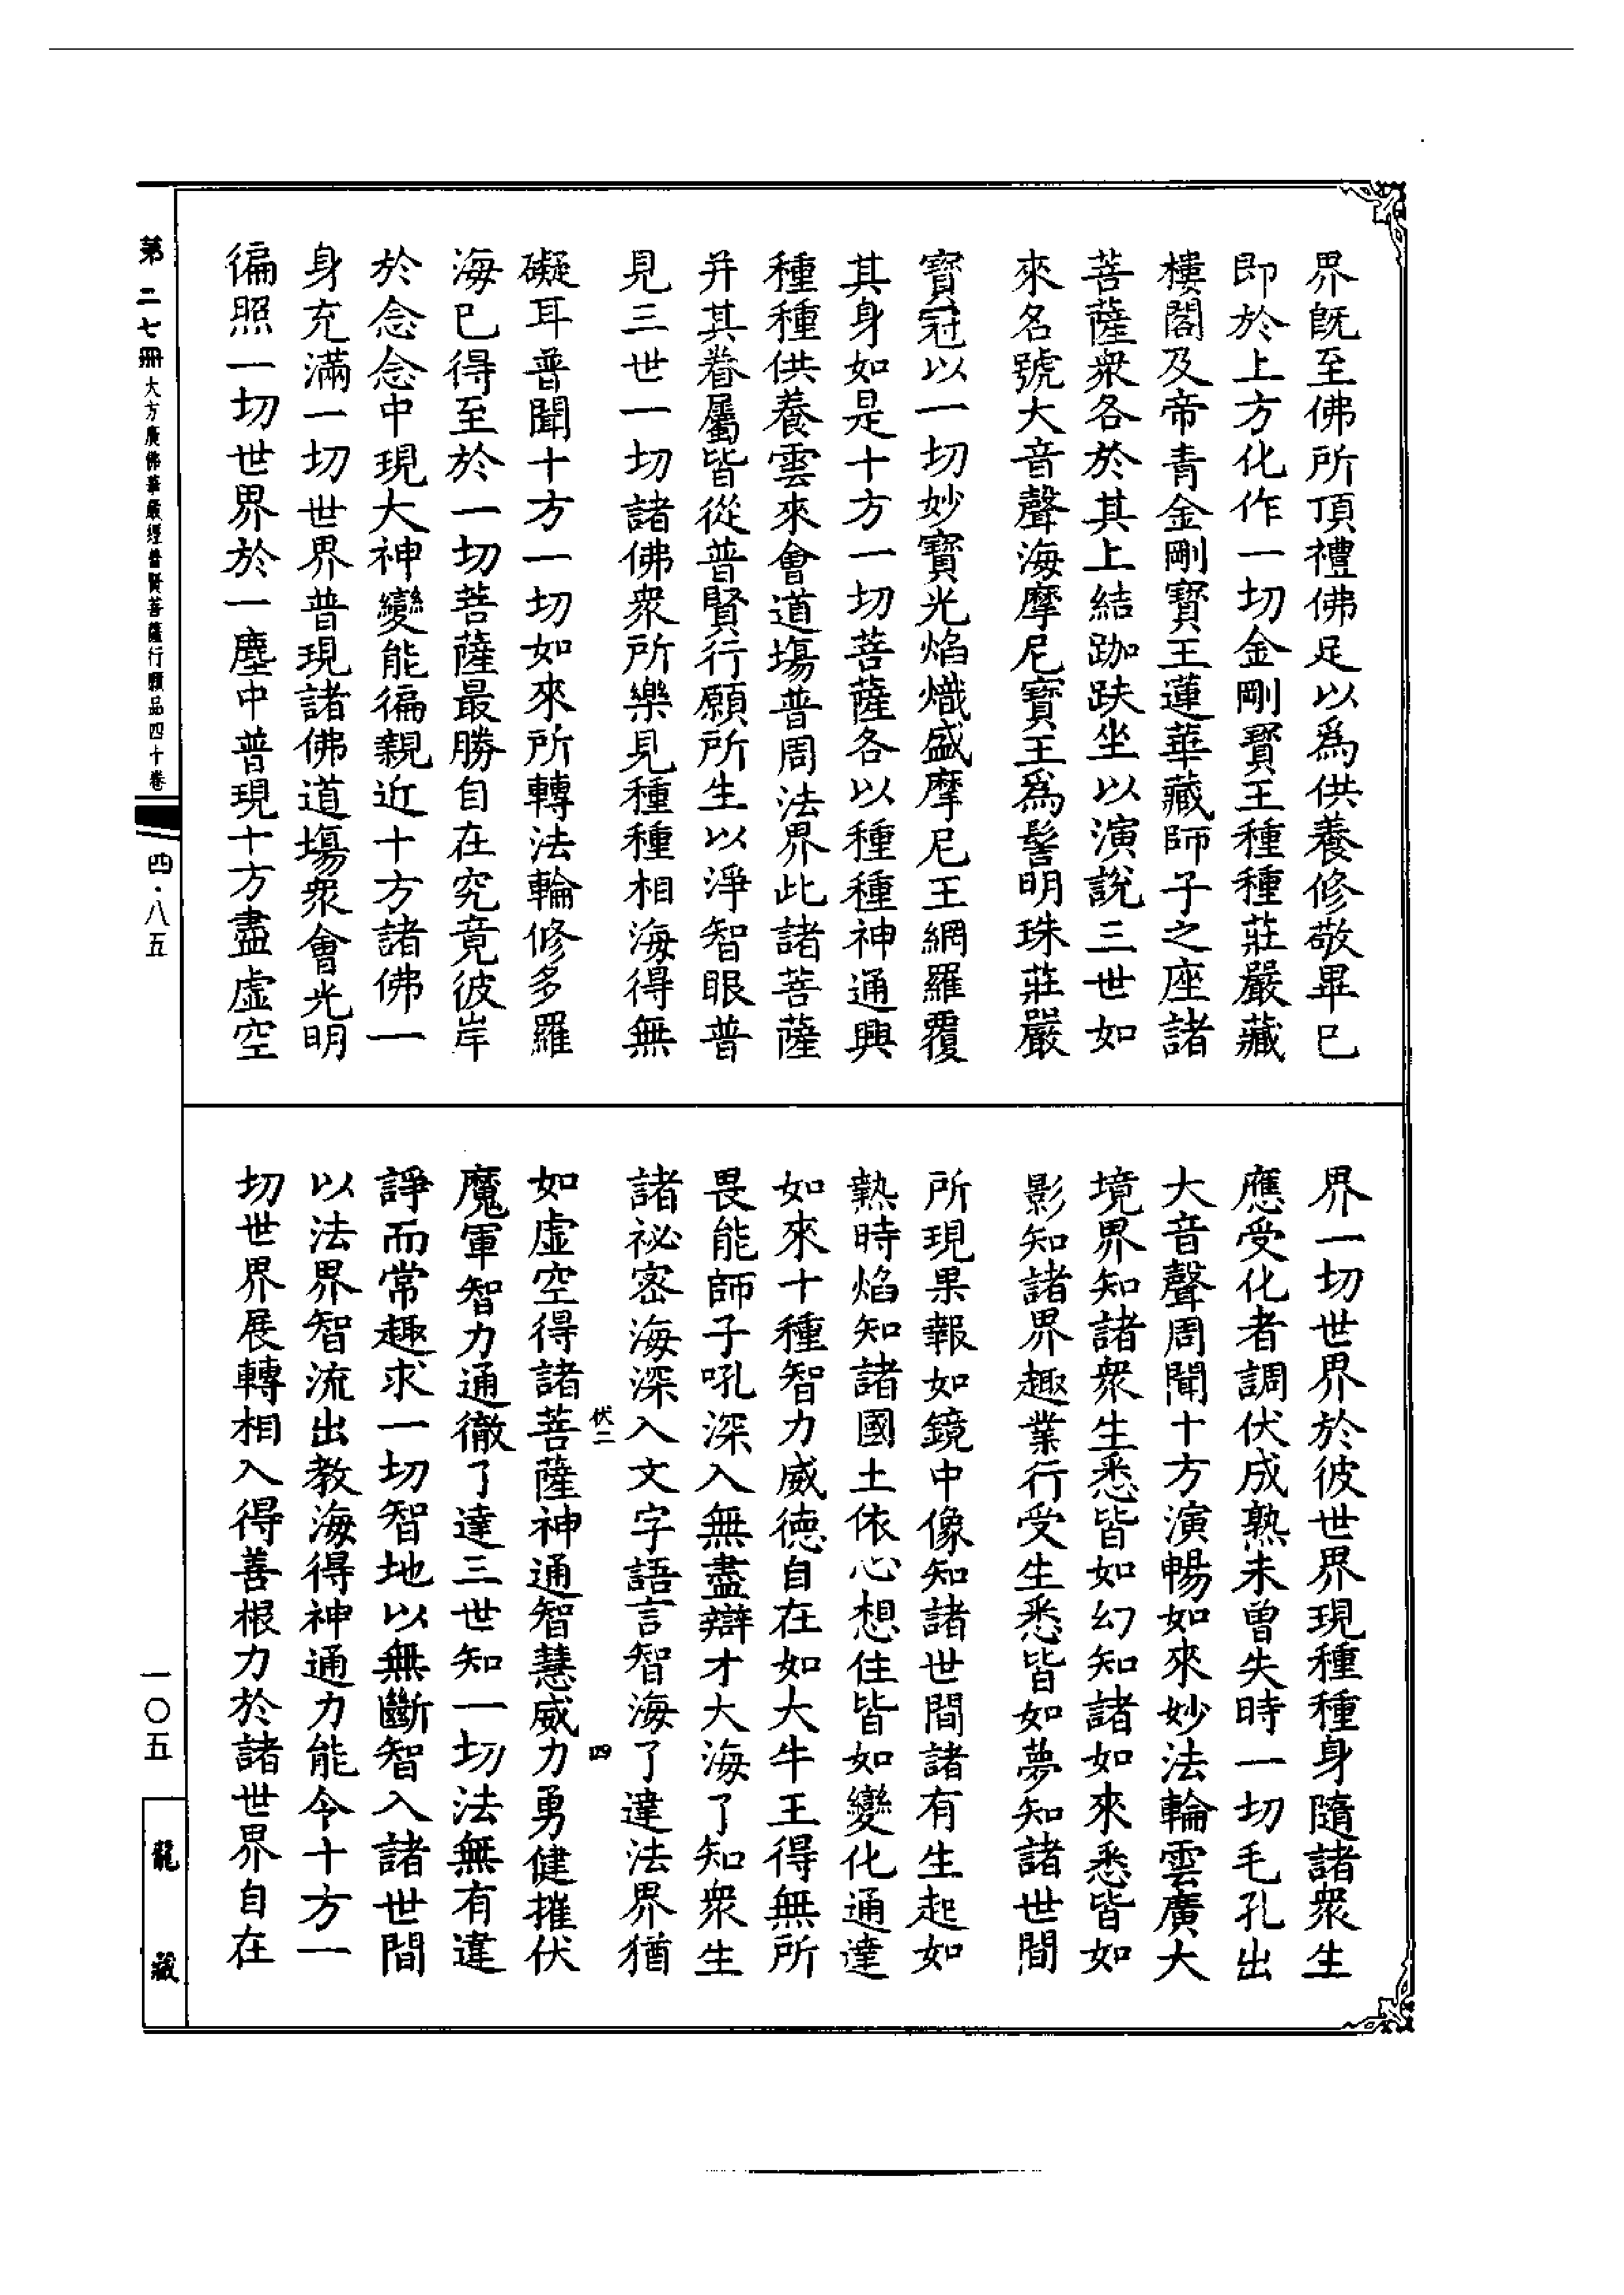 界旣至佛所頂禮佛足以爲供養修敬畢已
即於上方化作一切金剛寳王種種莊嚴藏
樓閣及帝青金剛寳王蓮華藏師子之座諸
菩薩衆各於其上結跏趺坐以演說三世如
來名號大音聲海摩尼寳王爲髻明珠莊嚴
寳冠以一切妙寳光焰熾盛摩尼王網羅覆
其身如是十方一切菩薩各以種種神通興
種種供養雲來會道塲普周法界此諸菩薩
并其眷屬皆從普賢行願所生以淨智眼普
見三世一切諸佛衆所樂見種種相海得無
礙耳普聞十方一切如來所轉法輪修多羅
海已得至於一切菩薩最勝自在究竟彼岸
於念念中現大神變能徧親近十方諸佛一
身充滿一切世界普現諸佛道塲衆會光明
徧照一切世界於一塵中普現十方盡虛空
界一切世界於彼世界現種種身隨諸衆生
應受化者調伏成熟未曾失時一切毛孔出
大音聲周聞十方演暢如來妙法輪雲廣大
境界知諸衆生悉皆如幻知諸如來悉皆如
影知諸界趣業行受生悉皆如夢知諸世間
所現果報如鏡中像知諸世間諸有生起如
熱時焰知諸國土依心想住皆如變化通達
如來十種智力威德自在如大牛王得無所
畏能師子吼深入無盡辯才大海了知衆生
諸祕密海深入文字語言智海了達法界猶
伏二
四
如虛空得諸菩薩神通智慧威力勇健摧伏
魔軍智力通徹了達三世知一切法無有違
諍而常趣求一切智地以無斷智入諸世間
以法界智流出教海得神通力能令十方一
切世界展轉相入得善根力於諸世界自在
第二七冊 大方廣佛華嚴經普賢菩薩行願品四十卷
四·八五
一〇五
龍藏